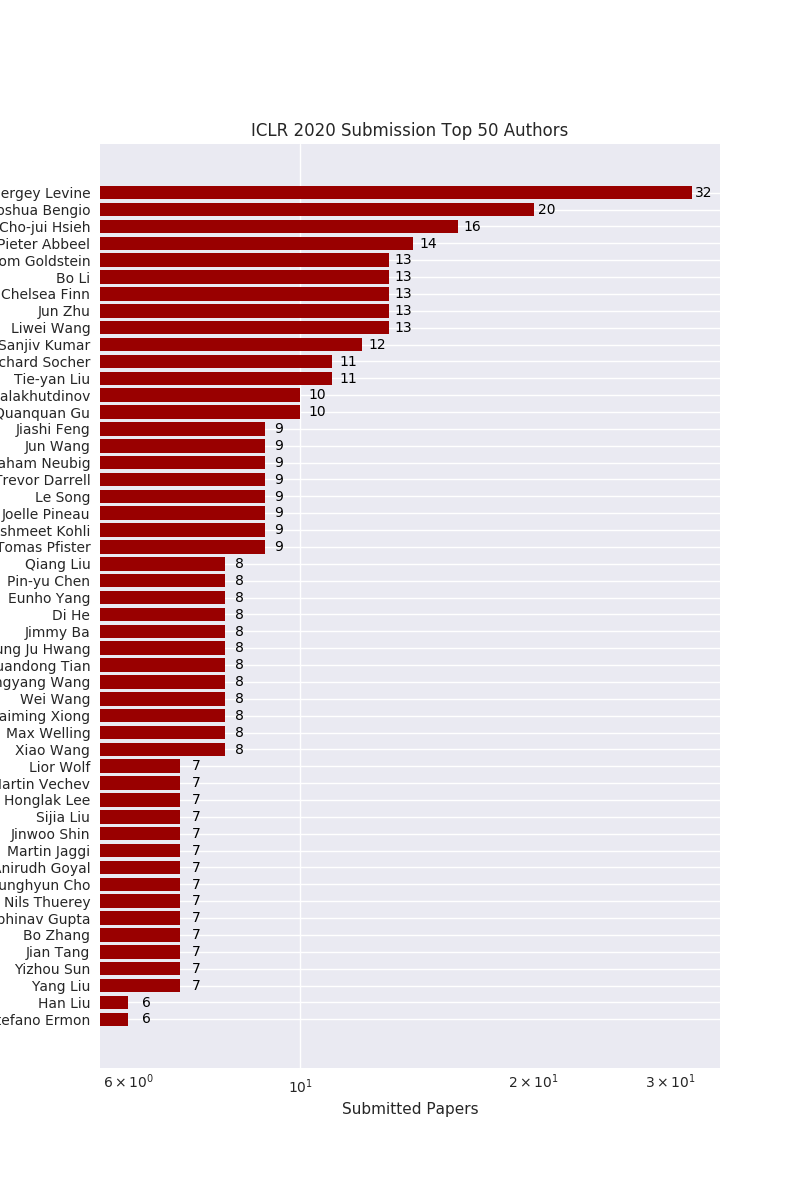 ICLR 2020 Submission Top 50 Authors
ergey Levine 32
oshua Bengio 20
Cho-jui Hsieh 16
Pieter Abbeel 14
om Goldstein 13
Bo Li 13
Chelsea Finn 13
Jun Zhu 13
Liwei Wang 13
Sanjiv Kumar 12
chard Socher 11
Tie-yan Liu 11
alakhutdinov 10
Quanquan Gu 10
Jiashi Feng 9
Jun Wang 9
aham Neubig 9
Trevor Darrell 9
Le Song 9
Joelle Pineau 9
shmeet Kohli 9
Tomas Pfister 9
Qiang Liu 8
Pin-yu Chen 8
Eunho Yang 8
Di He 8
Jimmy Ba 8
ung Ju Hwang 8
uandong Tian 8
ngyang Wang 8
Wei Wang 8
aiming Xiong 8
Max Welling 8
Xiao Wang 8
Lior Wolf 7
Martin Vechev 7
Honglak Lee 7
Sijia Liu 7
Jinwoo Shin 7
Martin Jaggi 7
Anirudh Goyal 7
unghyun Cho 7
Nils Thuerey 7
bhinav Gupta 7
Bo Zhang 7
Jian Tang 7
Yizhou Sun 7
Yang Liu 7
Han Liu 6
tefano Ermon 6
6 × 10⁰ 10¹ 2 × 10¹ 3 × 10¹
Submitted Papers